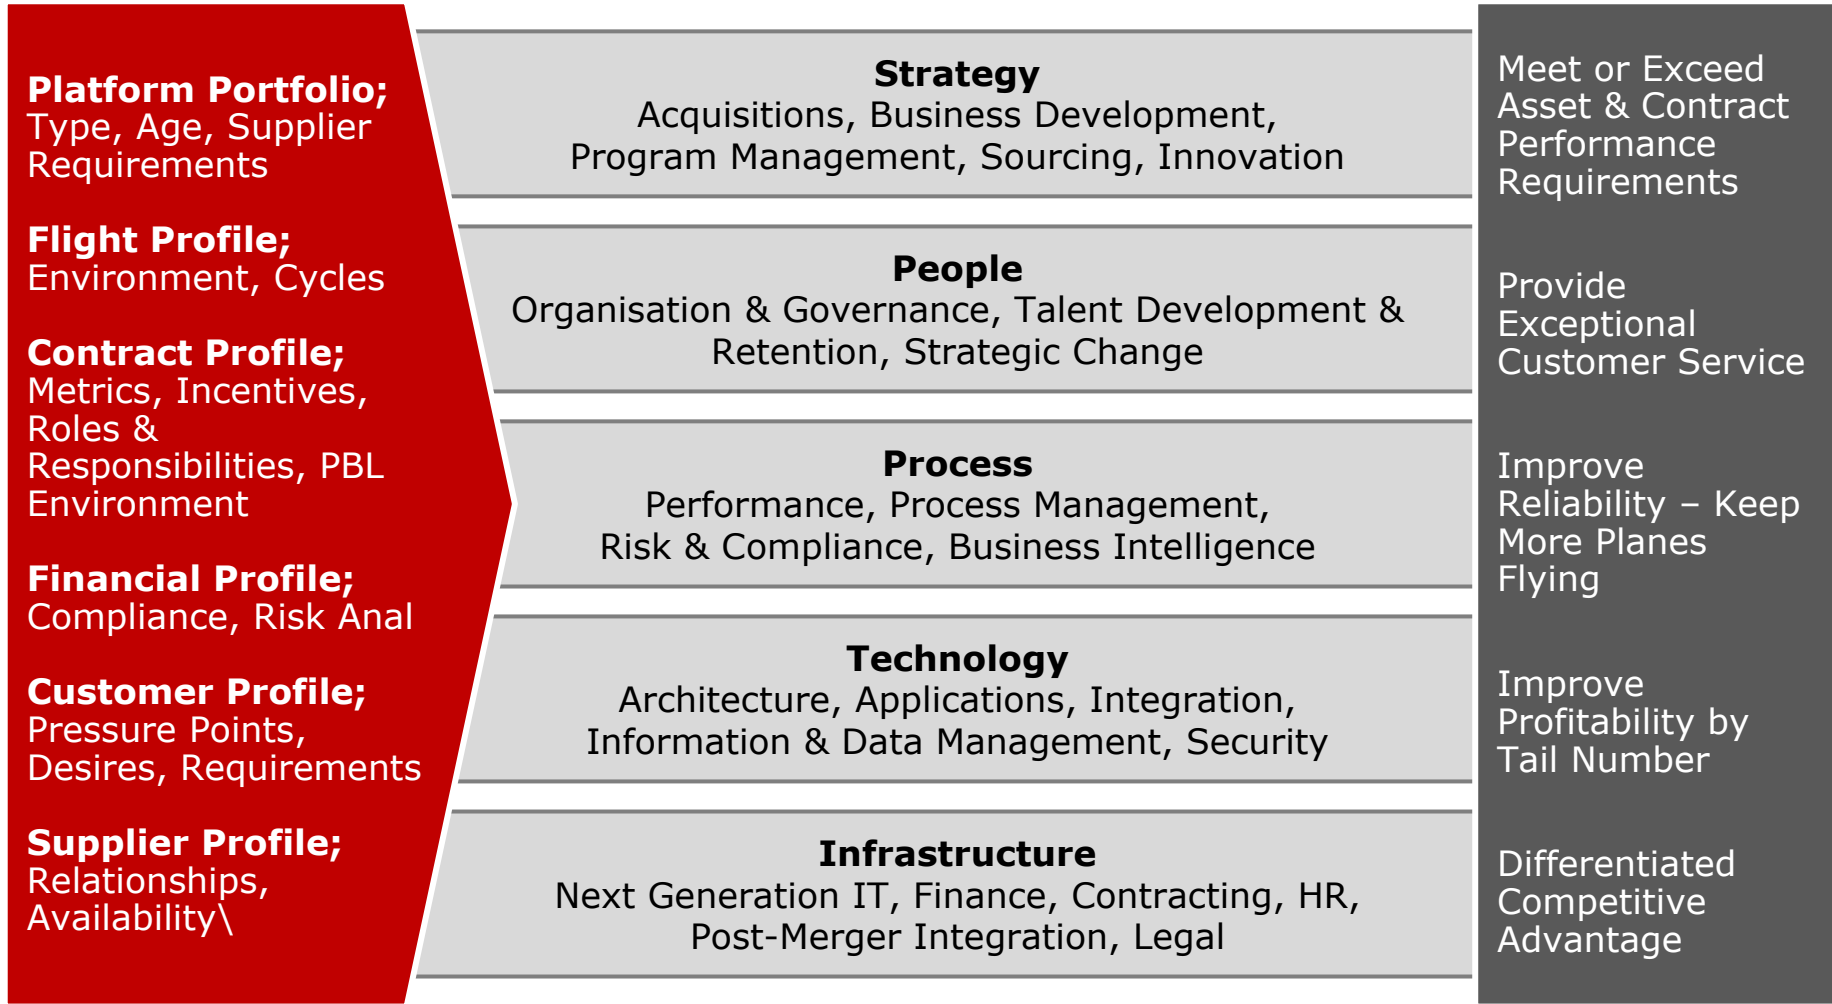 Platform Portfolio;
Type, Age, Supplier
Requirements
Flight Profile;
Environment, Cycles
Contract Profile;
Metrics, Incentives,
Roles &
Responsibilities, PBL
Environment
Financial Profile;
Compliance, Risk Anal
Customer Profile;
Pressure Points,
Desires, Requirements
Supplier Profile;
Relationships,
Availability\
Strategy
Acquisitions, Business Development,
Program Management, Sourcing, Innovation
People
Organisation & Governance, Talent Development &
Retention, Strategic Change
Process
Performance, Process Management,
Risk & Compliance, Business Intelligence
Technology
Architecture, Applications, Integration,
Information & Data Management, Security
Infrastructure
Next Generation IT, Finance, Contracting, HR,
Post-Merger Integration, Legal
Meet or Exceed
Asset & Contract
Performance
Requirements
Provide
Exceptional
Customer Service
Improve
Reliability – Keep
More Planes
Flying
Improve
Profitability by
Tail Number
Differentiated
Competitive
Advantage